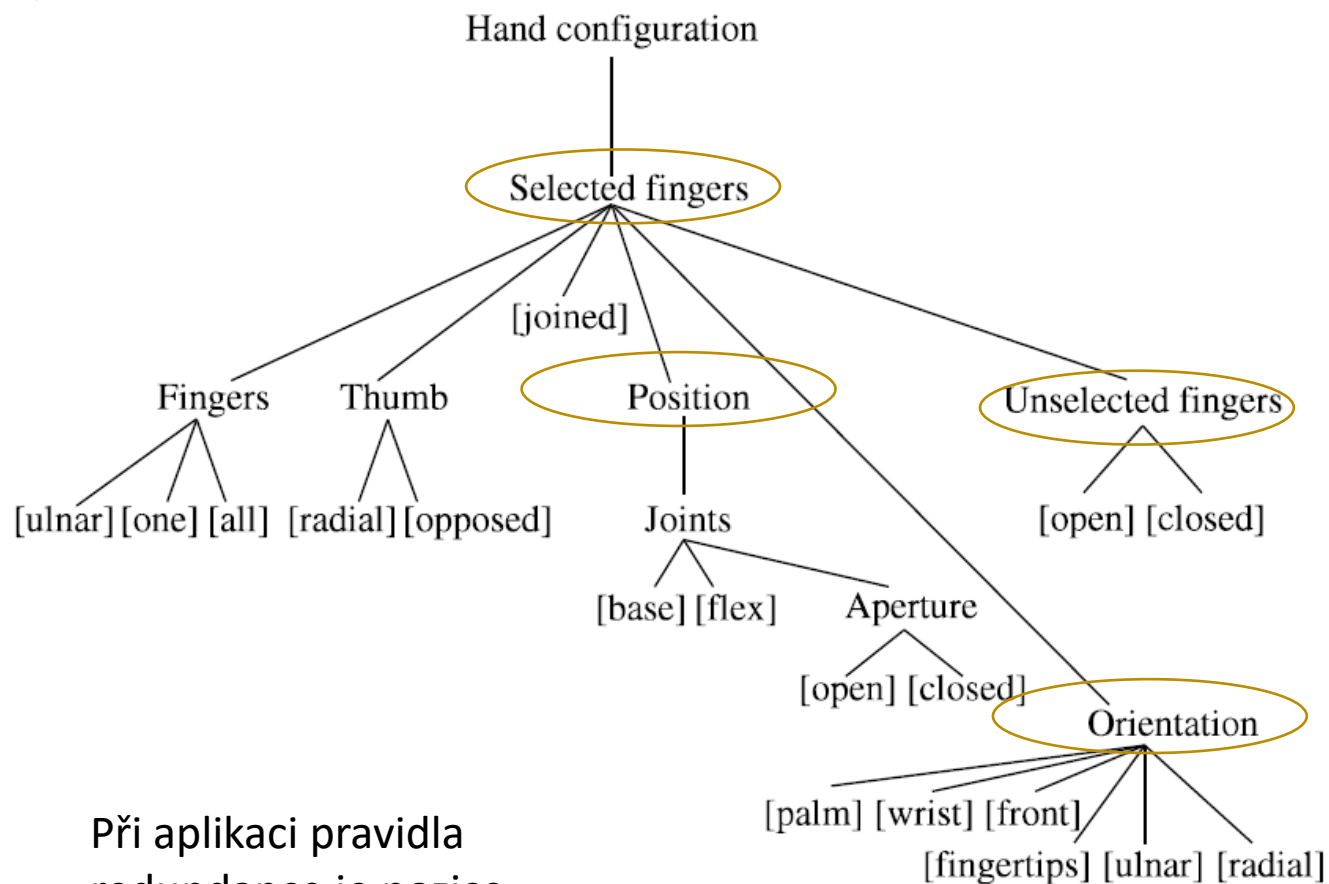 Hand configuration
Selected fingers
[joined]
Fingers Thumb Position Unselected fingers
[ulnar] [one] [all] [radial] [opposed] Joints [open] [closed]
[base] [flex] Aperture
[open] [closed]
Orientation
[palm] [wrist] [front]
[fingertips] [ulnar] [radial]
Při aplikaci pravidla